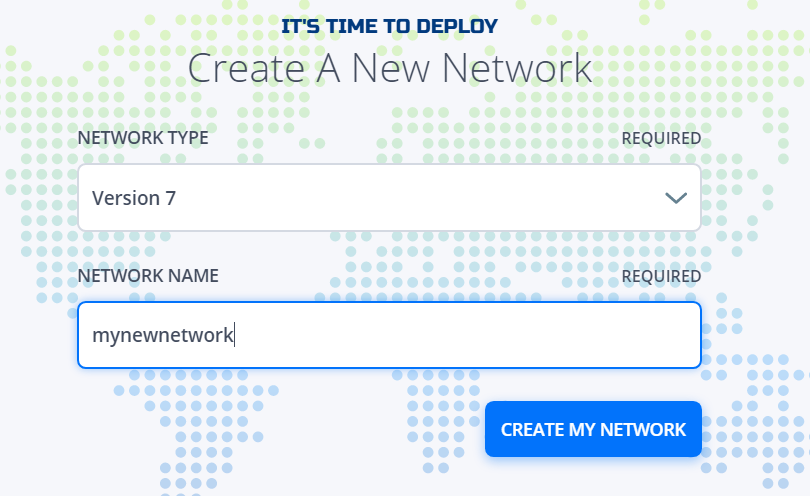 IT'S TIME TO DEPLOY
Create A New Network
NETWORK TYPE REQUIRED
Version 7
NETWORK NAME REQUIRED
mynewnetwork
CREATE MY NETWORK